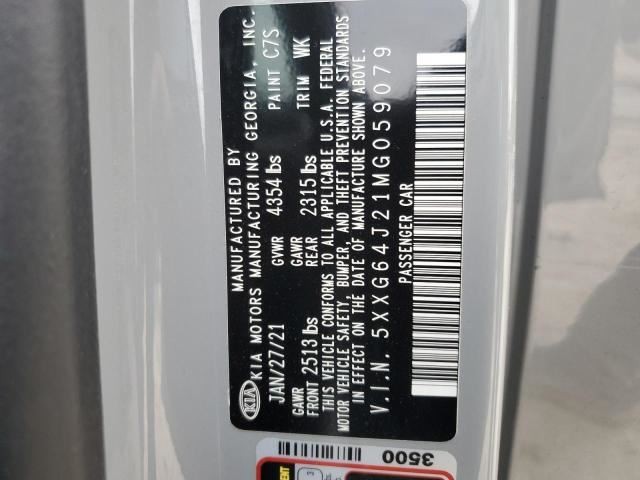 MANUFACTURED BY
KIA KIA MOTORS MANUFACTURING GEORGIA, INC.
JAN/27/21 GVWR 4354 lbs PAINT C7S
GAWR FRONT 2513 lbs GAWR REAR 2315 lbs TRIM WK
THIS VEHICLE CONFORMS TO ALL APPLICABLE U.S.A. FEDERAL
MOTOR VEHICLE SAFETY, BUMPER, AND THEFT PREVENTION STANDARDS
IN EFFECT ON THE DATE OF MANUFACTURE SHOWN ABOVE.
V.I.N. 5XXG64J21MG059079
PASSENGER CAR
3500